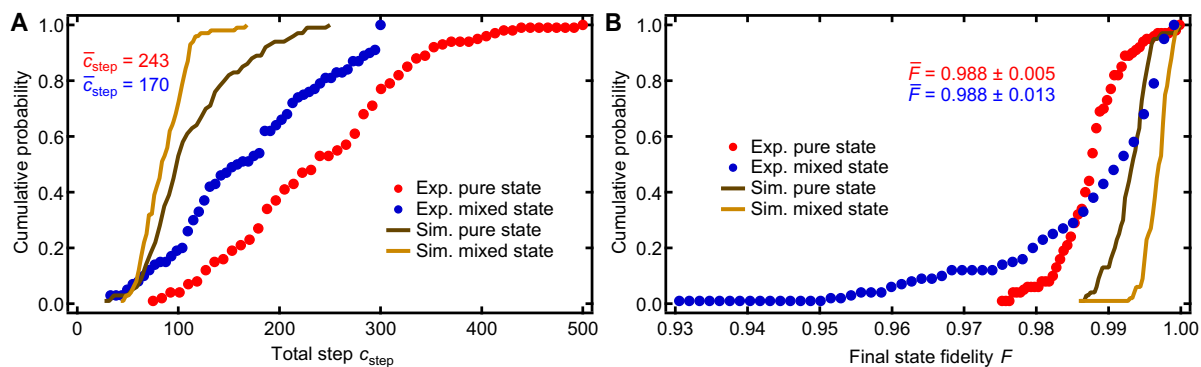 A
1.0
0.8
0.6
0.4
0.2
0.0
Cumulative probability
c̅step = 243
c̅step = 170
Exp. pure state
Exp. mixed state
Sim. pure state
Sim. mixed state
0 100 200 300 400 500
Total step cstep
B
1.0
0.8
0.6
0.4
0.2
0.0
Cumulative probability
F̅ = 0.988 ± 0.005
F̅ = 0.988 ± 0.013
Exp. pure state
Exp. mixed state
Sim. pure state
Sim. mixed state
0.93 0.94 0.95 0.96 0.97 0.98 0.99 1.00
Final state fidelity F